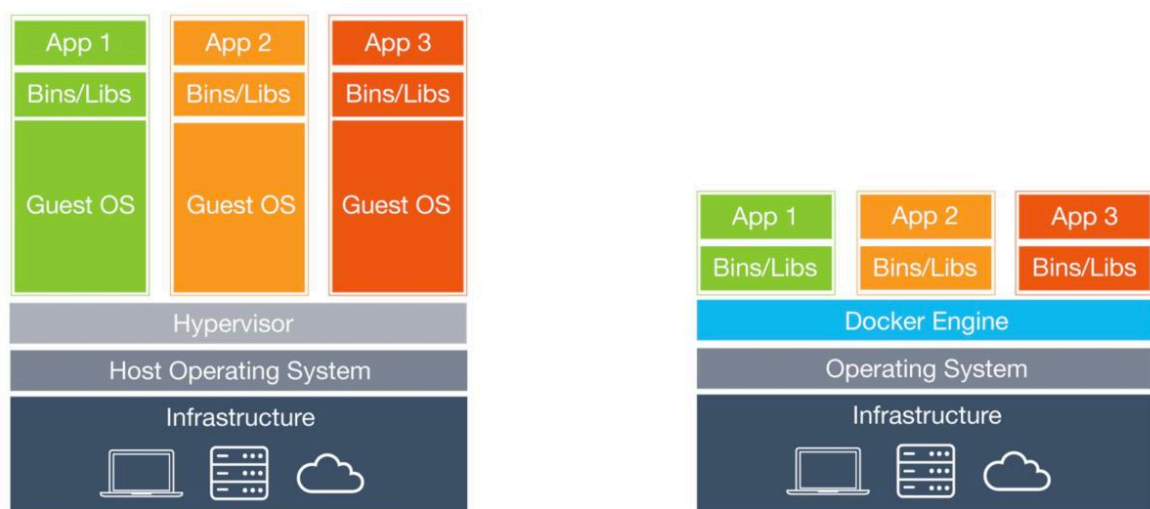 App 1
App 2
App 3
Bins/Libs
Bins/Libs
Bins/Libs
Guest OS
Guest OS
Guest OS
Hypervisor
Host Operating System
Infrastructure
App 1
App 2
App 3
Bins/Libs
Bins/Libs
Bins/Libs
Docker Engine
Operating System
Infrastructure